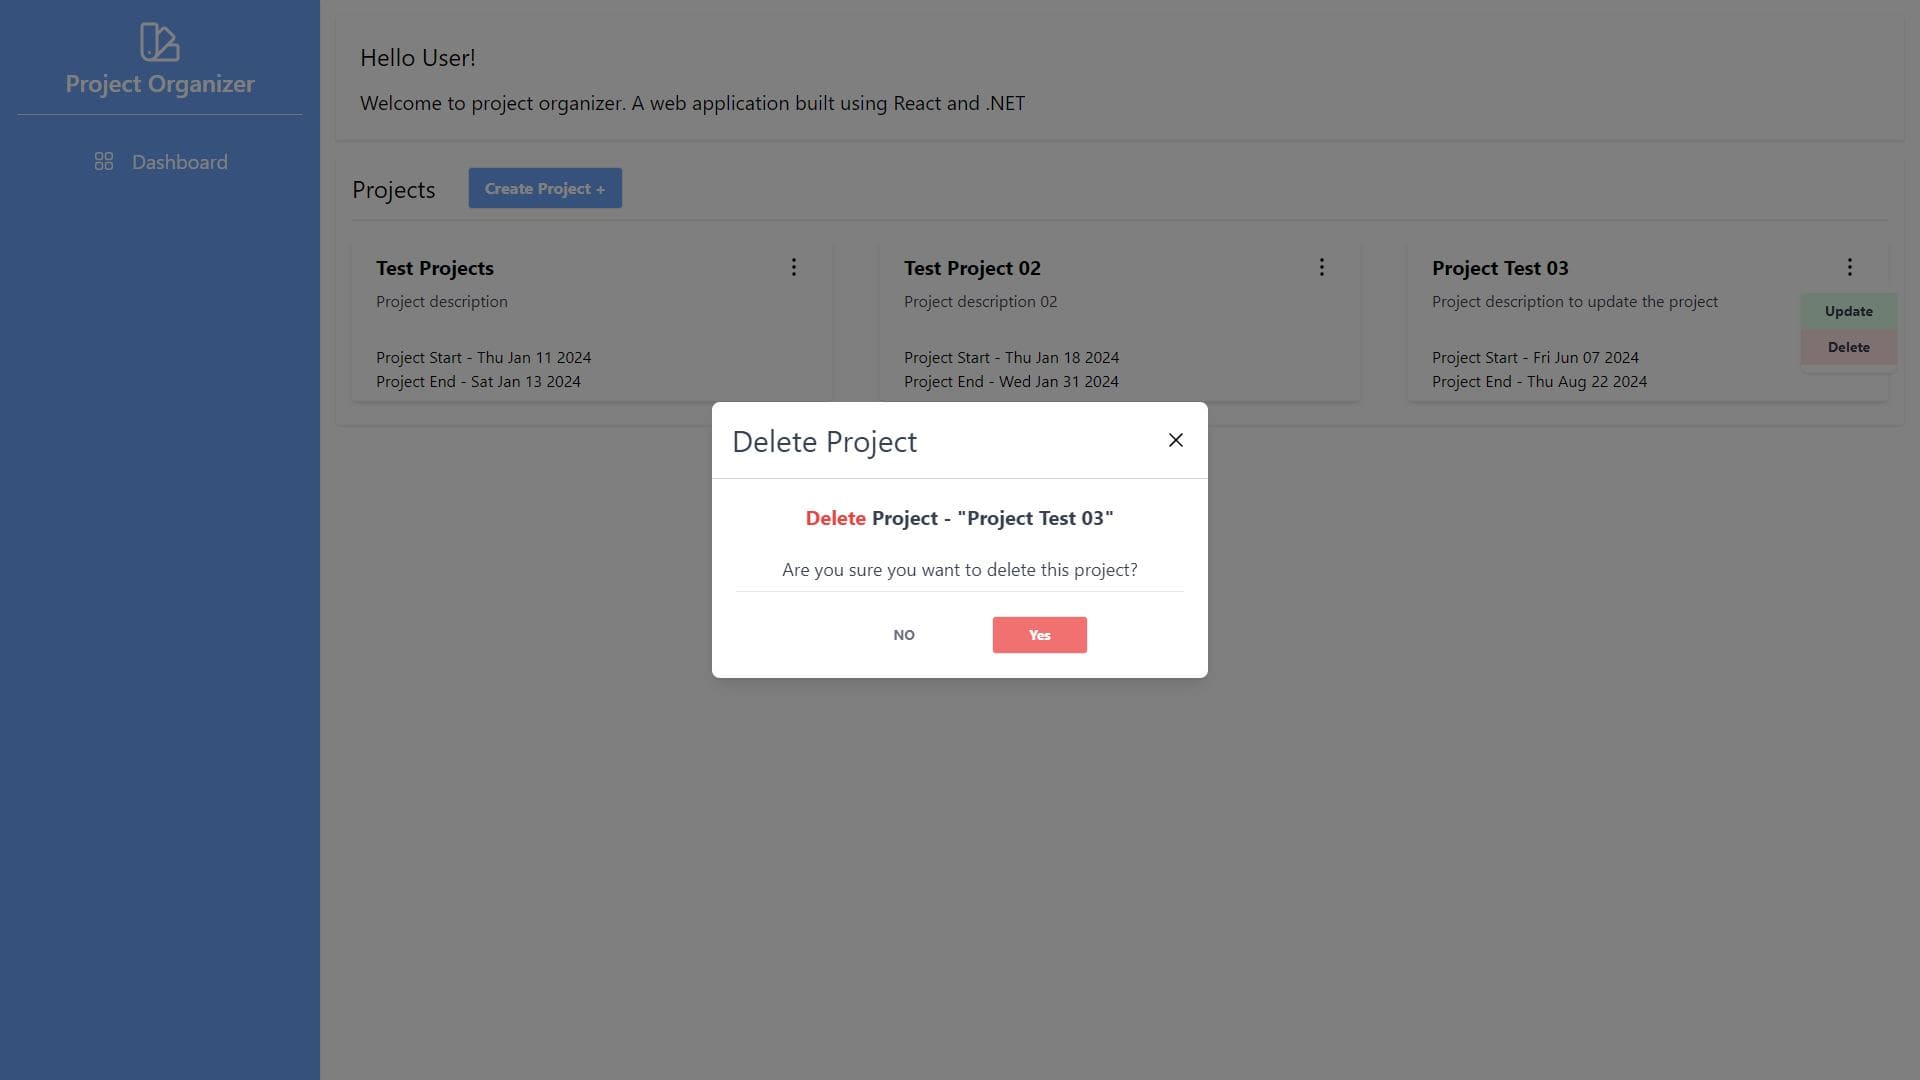 Project Organizer
Dashboard
Hello User!
Welcome to project organizer. A web application built using React and .NET
Projects
Create Project +
Test Projects
Project description
Project Start - Thu Jan 11 2024
Project End - Sat Jan 13 2024
Test Project 02
Project description 02
Project Start - Thu Jan 18 2024
Project End - Wed Jan 31 2024
Project Test 03
Project description to update the project
Project Start - Fri Jun 07 2024
Project End - Thu Aug 22 2024
Update
Delete
Delete Project
Delete Project - "Project Test 03"
Are you sure you want to delete this project?
NO
Yes